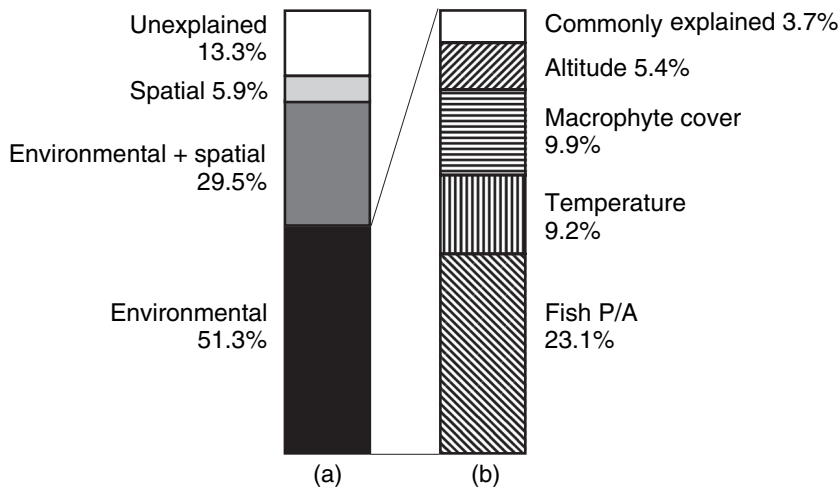 Unexplained
13.3%
Spatial 5.9%
Environmental + spatial
29.5%
Environmental
51.3%
(a)
Commonly explained 3.7%
Altitude 5.4%
Macrophyte cover
9.9%
Temperature
9.2%
Fish P/A
23.1%
(b)